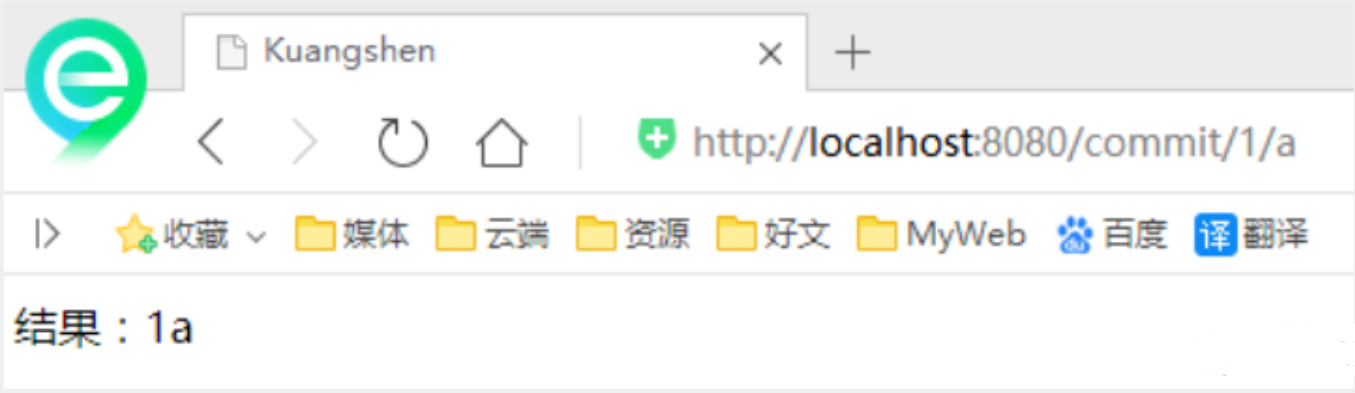 Kuangshen
http://localhost:8080/commit/1/a
收藏 媒体 云端 资源 好文 MyWeb du 百度 译 翻译
结果：1a